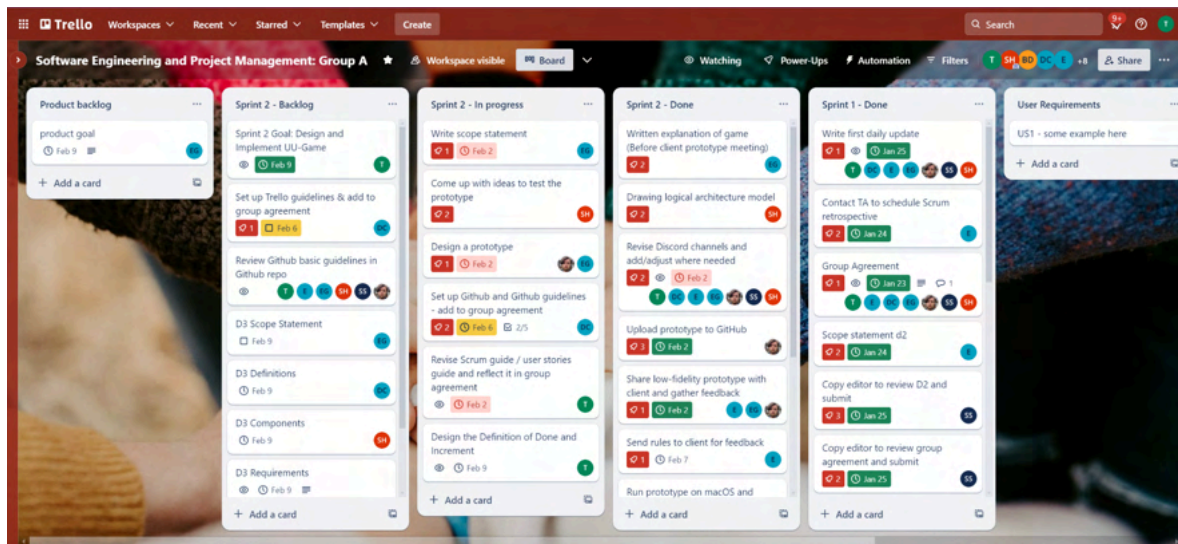 Trello Workspaces Recent Starred Templates Create Search 9+ T
Software Engineering and Project Management: Group A Workspace visible Board Watching Power-Ups Automation Filters T SH BD DC E +8 Share
Product backlog
product goal
Feb 9 EG
+ Add a card
Sprint 2 - Backlog
Sprint 2 Goal: Design and
Implement UU-Game
Feb 9 T
Set up Trello guidelines & add to
group agreement
1 Feb 6 DC
Review Github basic guidelines in
Github repo
T E EG SH SS
D3 Scope Statement
Feb 9 EG
D3 Definitions
Feb 9 DC
D3 Components
Feb 9 SH
D3 Requirements
Feb 9
+ Add a card
Sprint 2 - In progress
Write scope statement
1 Feb 2 EG
Come up with ideas to test the
prototype
2 SH
Design a prototype
1 Feb 2 EG
Set up Github and Github guidelines
- add to group agreement
2 Feb 6 2/5 DC
Revise Scrum guide / user stories
guide and reflect it in group
agreement
Feb 2 T
Design the Definition of Done and
Increment
Feb 9 T
+ Add a card
Sprint 2 - Done
Written explanation of game
(Before client prototype meeting)
2 EG
Drawing logical architecture model
2 SH
Revise Discord channels and
add/adjust where needed
2 Feb 2
T DC E EG SS SH
Upload prototype to GitHub
3 Feb 2
Share low-fidelity prototype with
client and gather feedback
1 Feb 2 E EG
Send rules to client for feedback
1 Feb 7 E
Run prototype on macOS and
+ Add a card
Sprint 1 - Done
Write first daily update
1 Jan 25
T DC E EG SS SH
Contact TA to schedule Scrum
retrospective
2 Jan 24 E
Group Agreement
1 Jan 23 1
T E DC EG SS SH
Scope statement d2
2 Jan 24 E
Copy editor to review D2 and
submit
3 Jan 25 SS
Copy editor to review group
agreement and submit
2 Jan 25 SS
+ Add a card
User Requirements
US1 - some example here
+ Add a card